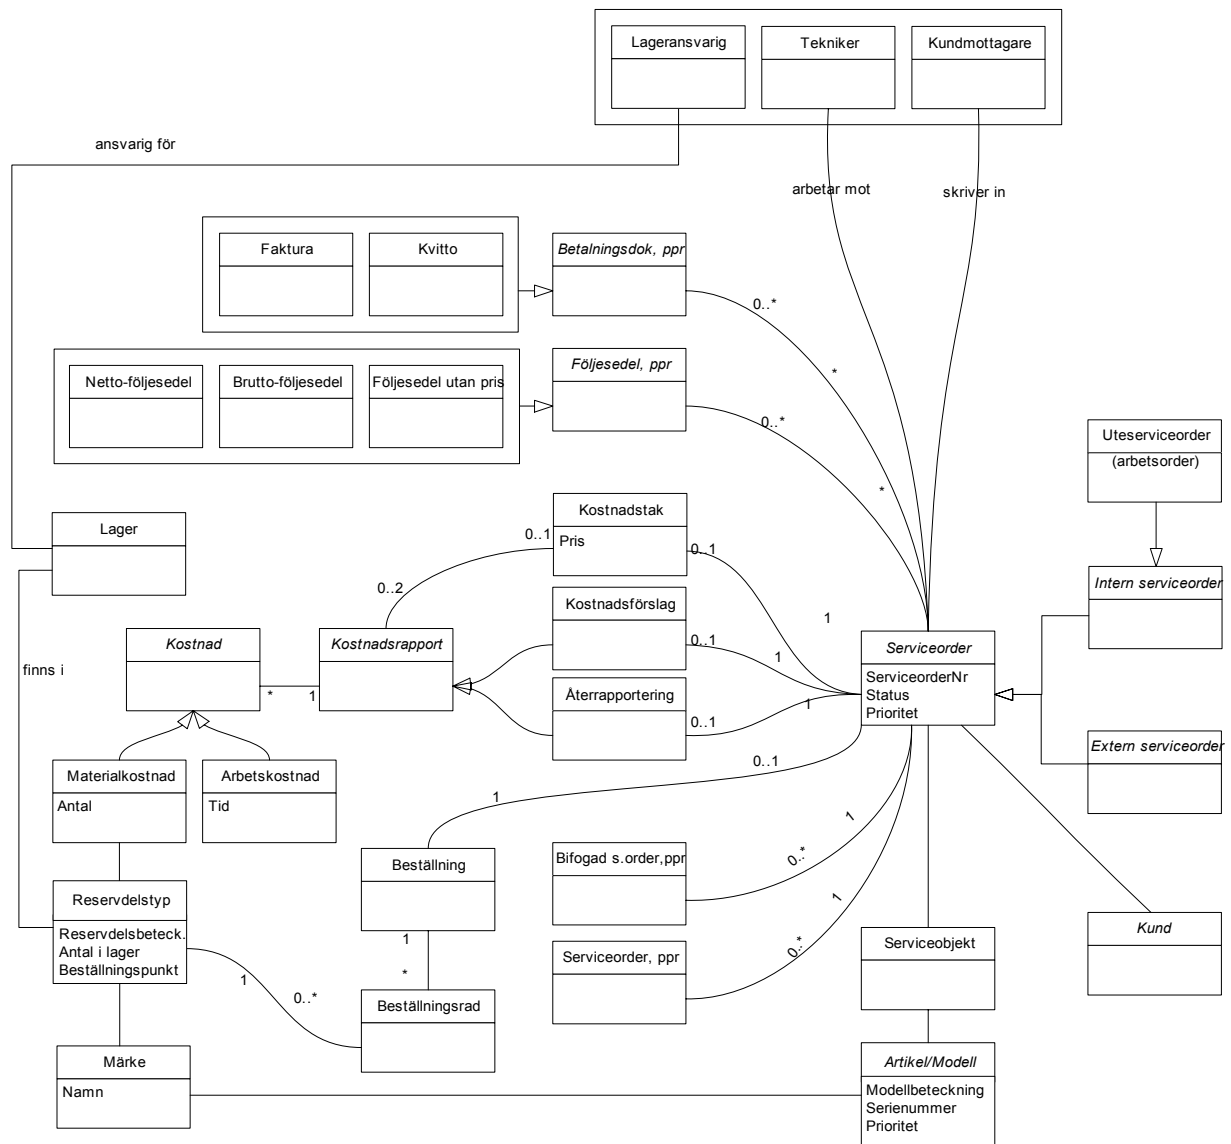 Lageransvarig
Tekniker
Kundmottagare
ansvarig för
arbetar mot
skriver in
Faktura
Kvitto
Betalningsdok, ppr
0..*
*
Netto-följesedel
Brutto-följesedel
Följesedel utan pris
Följesedel, ppr
0..*
*
Uteserviceorder
(arbetsorder)
Lager
Kostnadstak
Pris
0..1
0..1
0..2
1
Intern serviceorder
Kostnadsförslag
0..1
1
Kostnad
Kostnadsrapport
*
1
finns i
Serviceorder
ServiceorderNr
Status
Prioritet
Återrapportering
0..1
1
Extern serviceorder
Materialkostnad
Antal
Arbetskostnad
Tid
0..1
1
Beställning
Bifogad s.order,ppr
0..*
1
Reservdelstyp
Reservdelsbeteck.
Antal i lager
Beställningspunkt
1
0..*
1
*
Serviceorder, ppr
0..*
1
Serviceobjekt
Kund
Beställningsrad
Märke
Namn
Artikel/Modell
Modellbeteckning
Serienummer
Prioritet